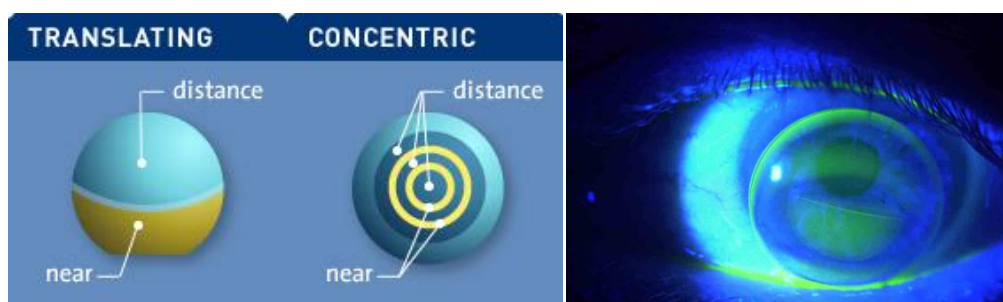 TRANSLATING
CONCENTRIC
distance
near
distance
near